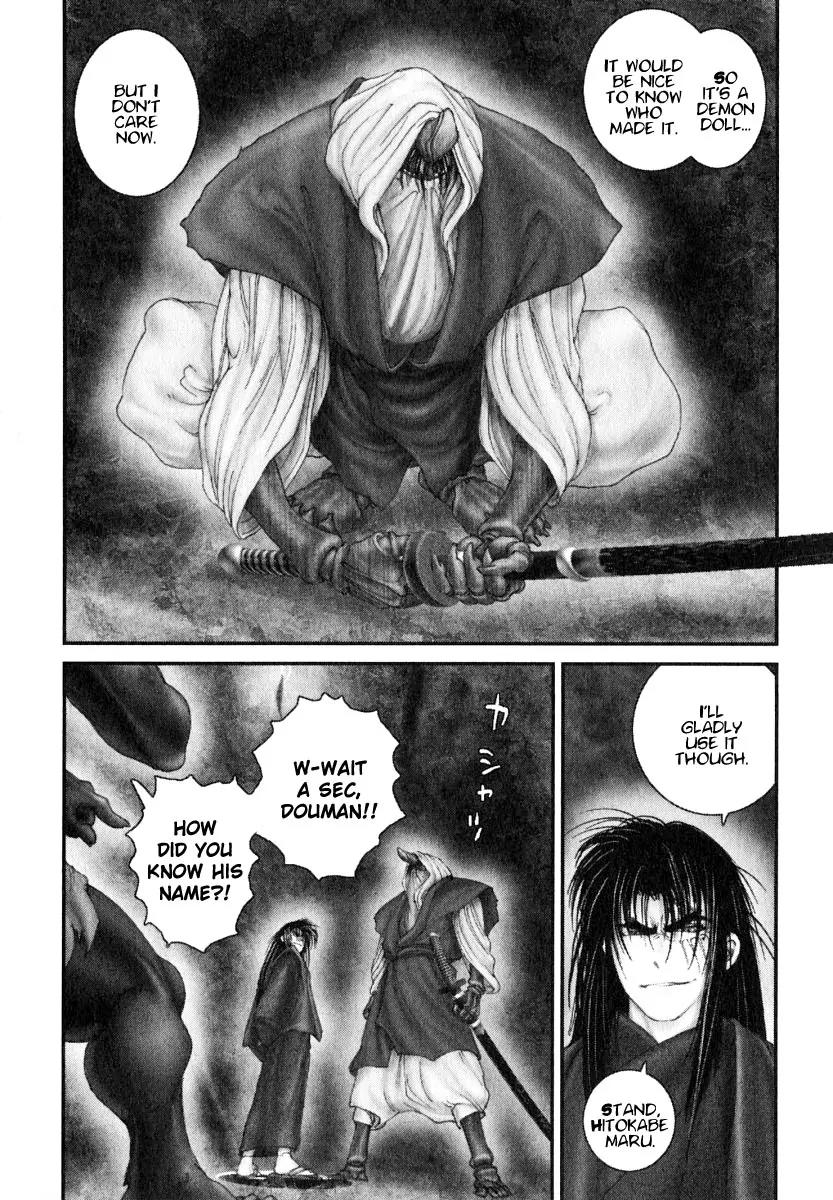 SO
IT'S A
DEMON
DOLL...
IT WOULD
BE NICE
TO KNOW
WHO
MADE IT.
BUT I
DON'T
CARE
NOW.
I'LL
GLADLY
USE IT
THOUGH.
STAND,
HITOKABE
MARU.
カシャッ
W-WAIT
A SEC,
DOUMAN!!
HOW
DID YOU
KNOW HIS
NAME?!